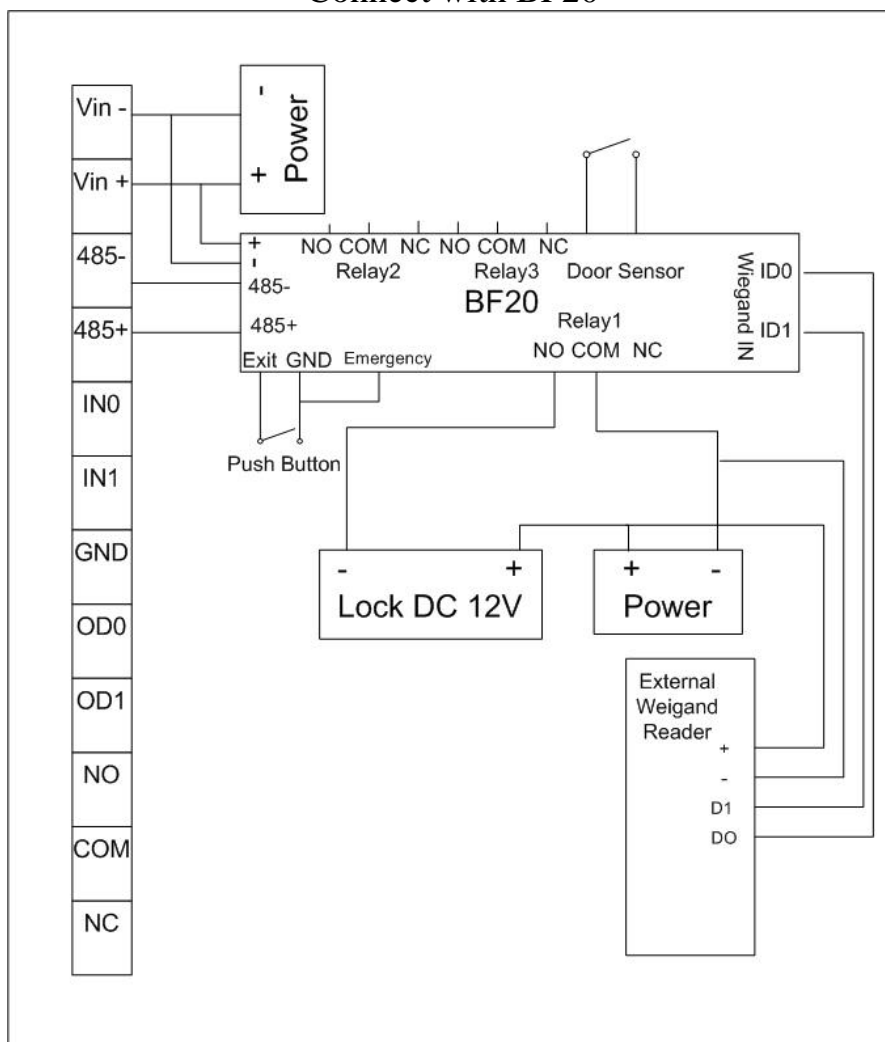 Connect with BF20
Vin -
Vin +
485-
485+
IN0
IN1
GND
OD0
OD1
NO
COM
NC
-
+
Power
+
-
485-
485+
NO COM NC NO COM NC
Relay2
Relay3
Door Sensor
BF20
Relay1
NO COM NC
Wiegand IN
ID0
ID1
Exit GND Emergency
Push Button
- +
Lock DC 12V
+ -
Power
External
Weigand
Reader
+
-
D1
DO